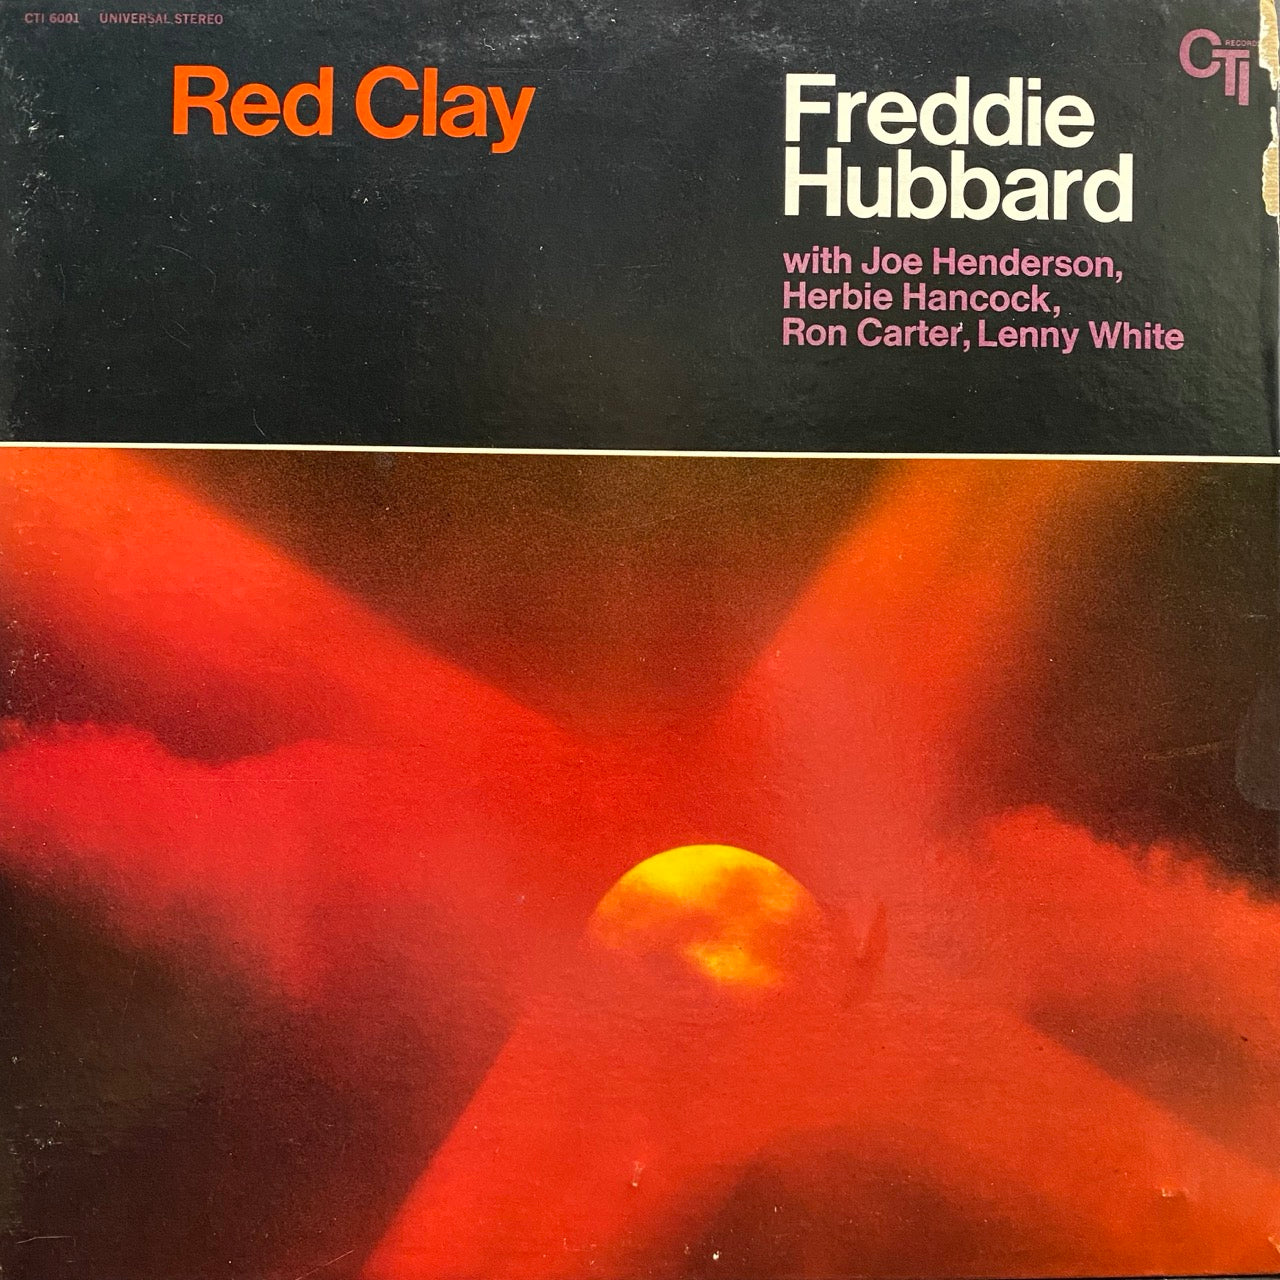 CTI 6001 UNIVERSAL STEREO
CTI RECORDS
Red Clay
Freddie
Hubbard
with Joe Henderson,
Herbie Hancock,
Ron Carter, Lenny White